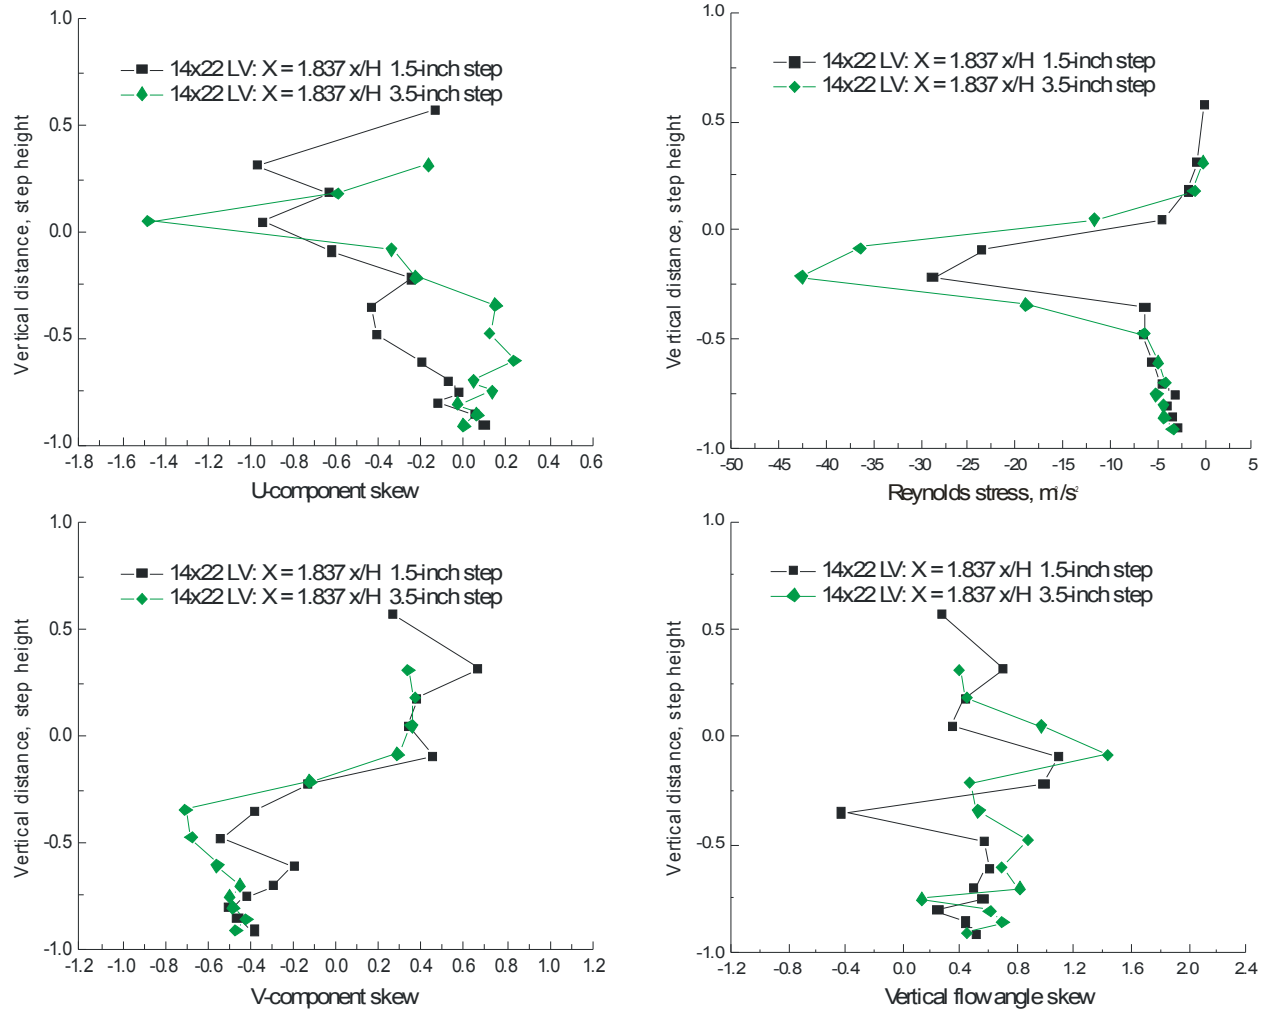 1.0
14x22 LV: X = 1.837 x/H 1.5-inch step
14x22 LV: X = 1.837 x/H 3.5-inch step
0.5
0.0
-0.5
-1.0
Vertical distance, step height
-1.8 -1.6 -1.4 -1.2 -1.0 -0.8 -0.6 -0.4 -0.2 0.0 0.2 0.4 0.6
U-component skew
1.0
14x22 LV: X = 1.837 x/H 1.5-inch step
14x22 LV: X = 1.837 x/H 3.5-inch step
0.5
0.0
-0.5
-1.0
Vertical distance, step height
-50 -45 -40 -35 -30 -25 -20 -15 -10 -5 0 5
Reynolds stress, m²/s²
1.0
14x22 LV: X = 1.837 x/H 1.5-inch step
14x22 LV: X = 1.837 x/H 3.5-inch step
0.5
0.0
-0.5
-1.0
Vertical distance, step height
-1.2 -1.0 -0.8 -0.6 -0.4 -0.2 0.0 0.2 0.4 0.6 0.8 1.0 1.2
V-component skew
1.0
14x22 LV: X = 1.837 x/H 1.5-inch step
14x22 LV: X = 1.837 x/H 3.5-inch step
0.5
0.0
-0.5
-1.0
Vertical distance, step height
-1.2 -0.8 -0.4 0.0 0.4 0.8 1.2 1.6 2.0 2.4
Vertical flow angle skew